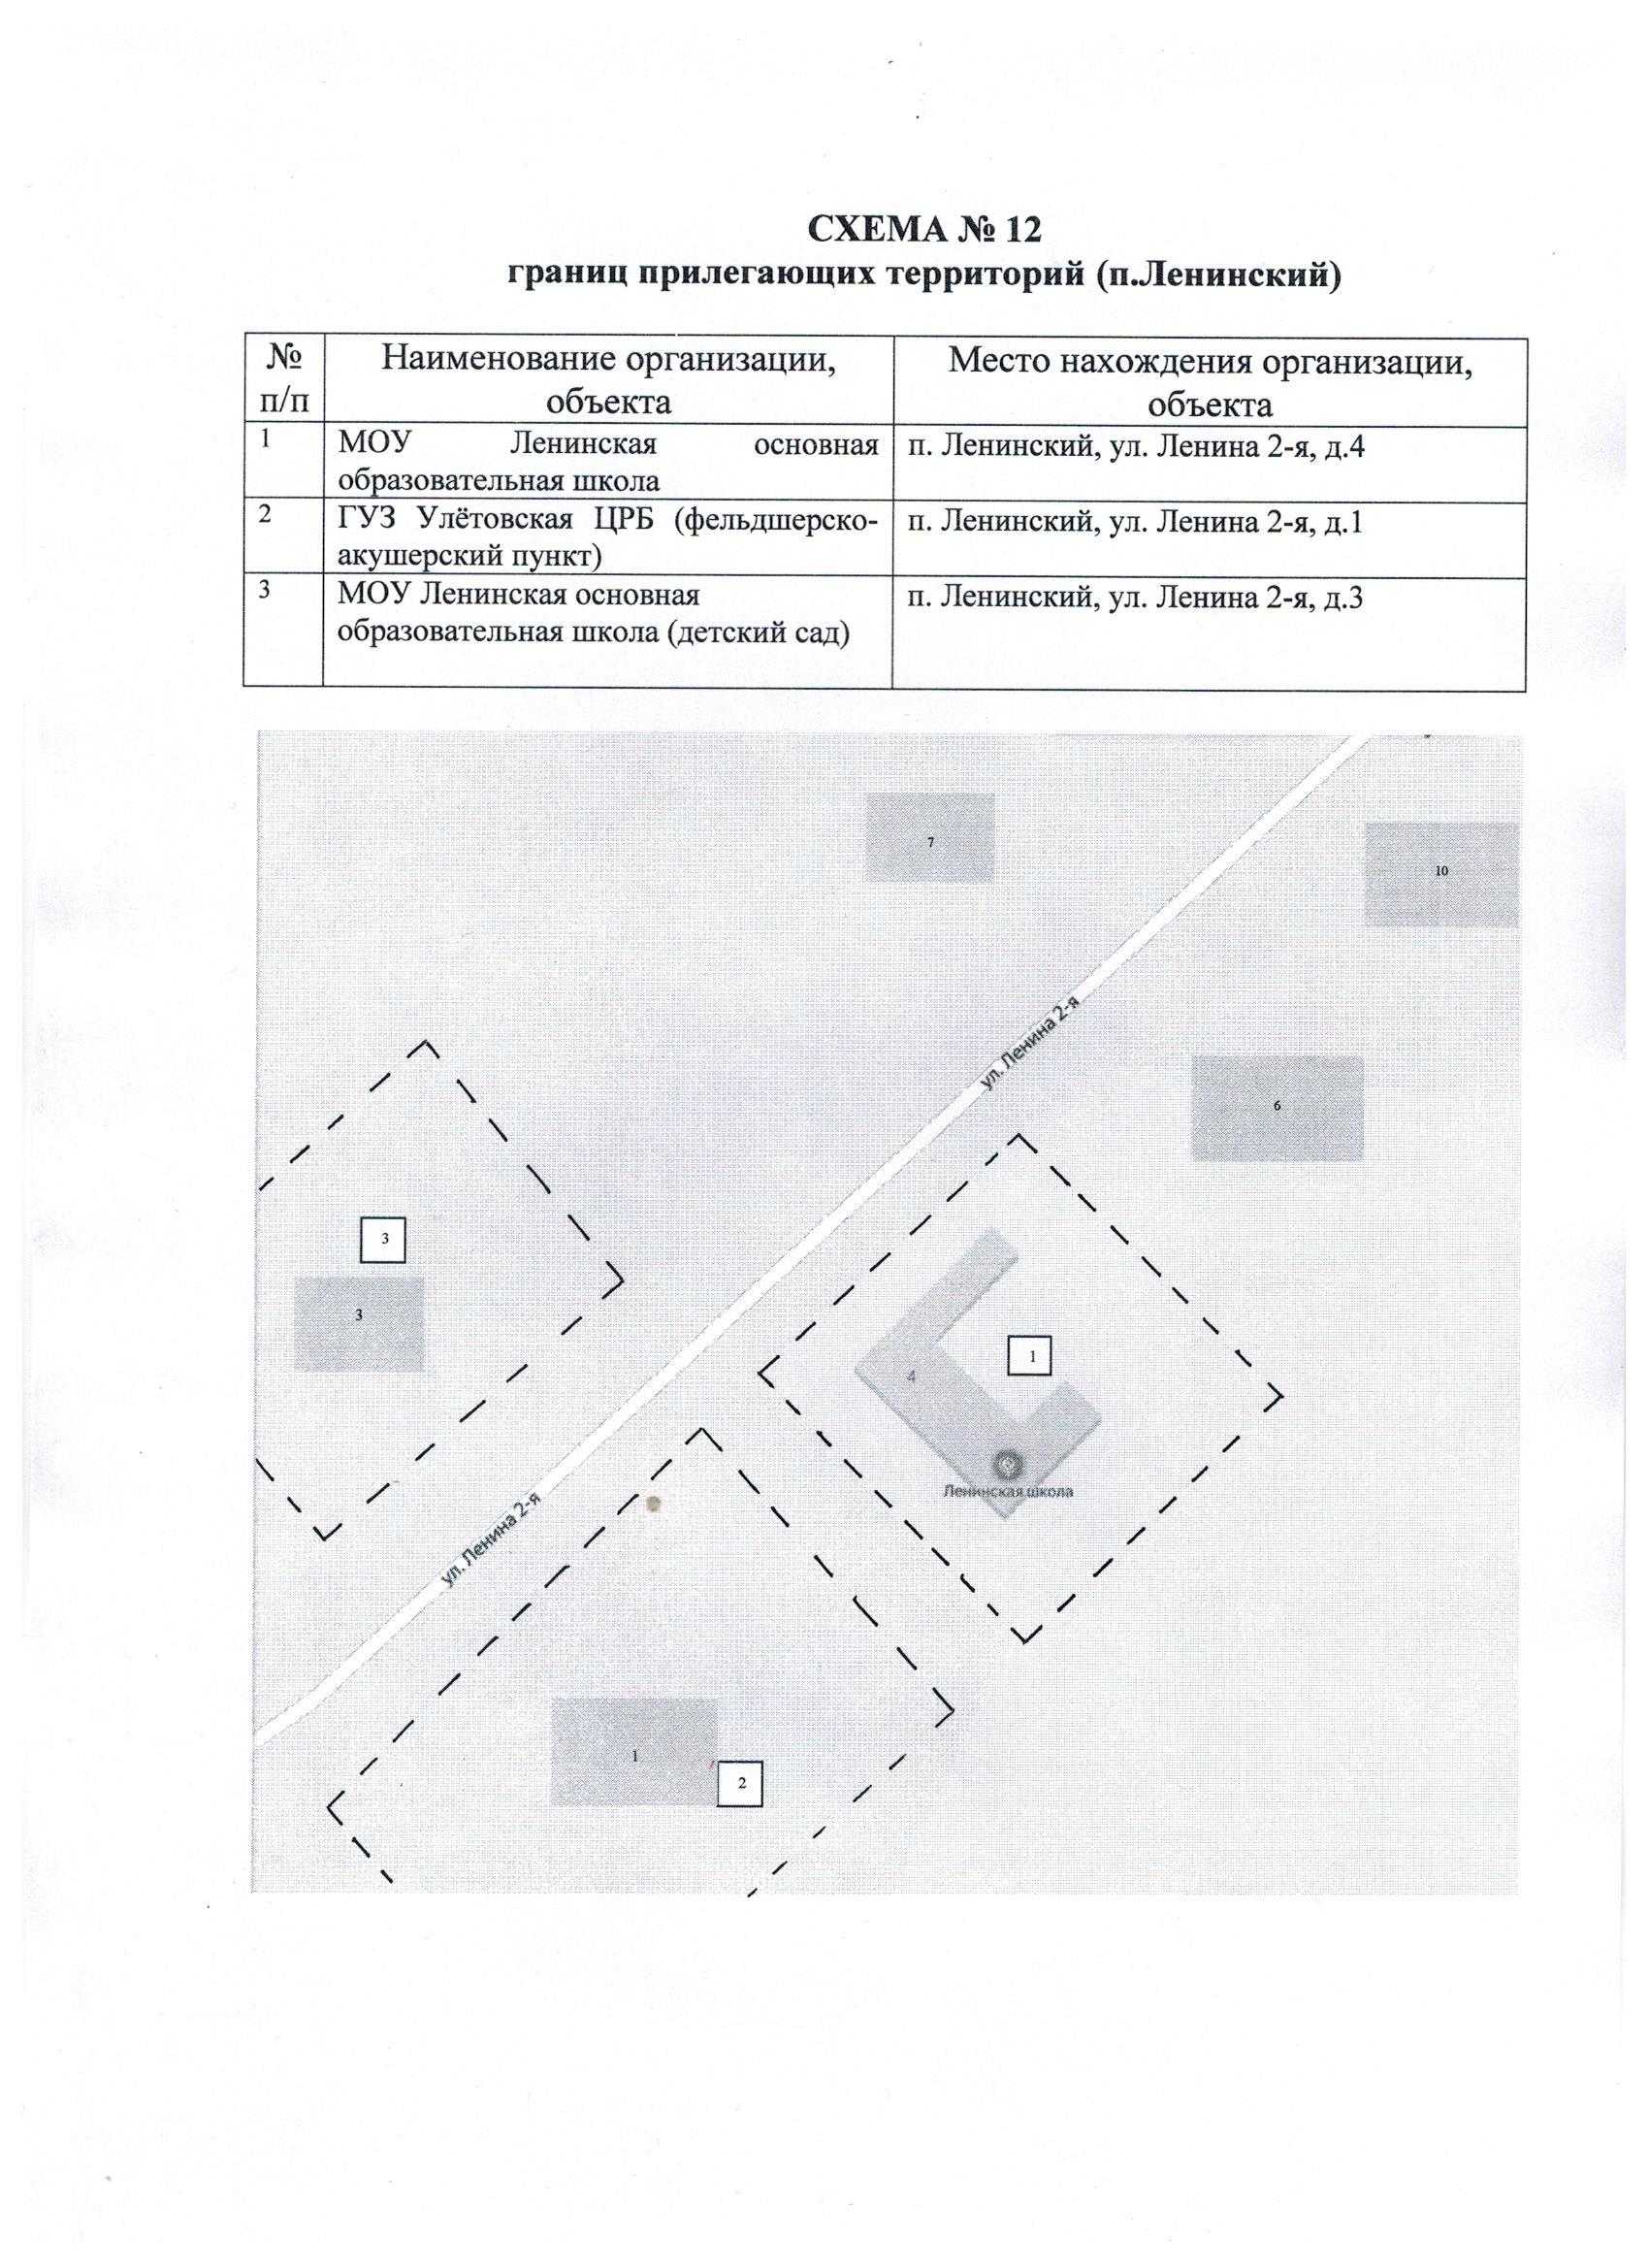 СХЕМА № 12
границ прилегающих территорий (п.Ленинский)
№ п/п
Наименование организации, объекта
Место нахождения организации, объекта
1
МОУ Ленинская основная
образовательная школа
п. Ленинский, ул. Ленина 2-я, д.4
2
ГУЗ Улётовская ЦРБ (фельдшерско-
акушерский пункт)
п. Ленинский, ул. Ленина 2-я, д.1
3
МОУ Ленинская основная
образовательная школа (детский сад)
п. Ленинский, ул. Ленина 2-я, д.3
7
10
ул. Ленина 2-я
6
3
3
1
4
Ленинская школа
ул. Ленина 2-я
1
2